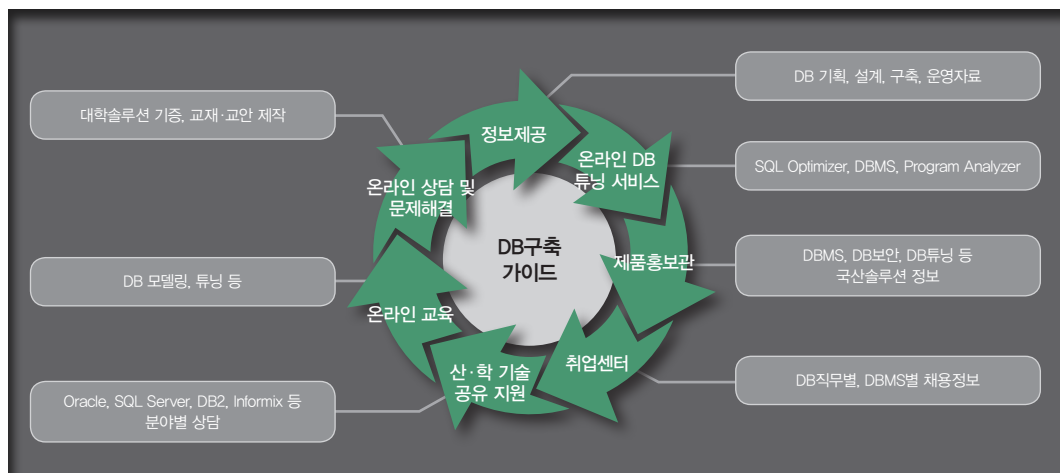 DB 기획, 설계, 구축, 운영자료
대학솔루션 기증, 교재·교안 제작
정보제공
온라인 DB
튜닝 서비스
SQL Optimizer, DBMS, Program Analyzer
온라인 상담 및
문제해결
DB구축
가이드
제품홍보관
DBMS, DB보안, DB튜닝 등
국산솔루션 정보
DB 모델링, 튜닝 등
온라인 교육
산·학 기술
공유 지원
취업센터
DB직무별, DBMS별 채용정보
Oracle, SQL Server, DB2, Informix 등
분야별 상담